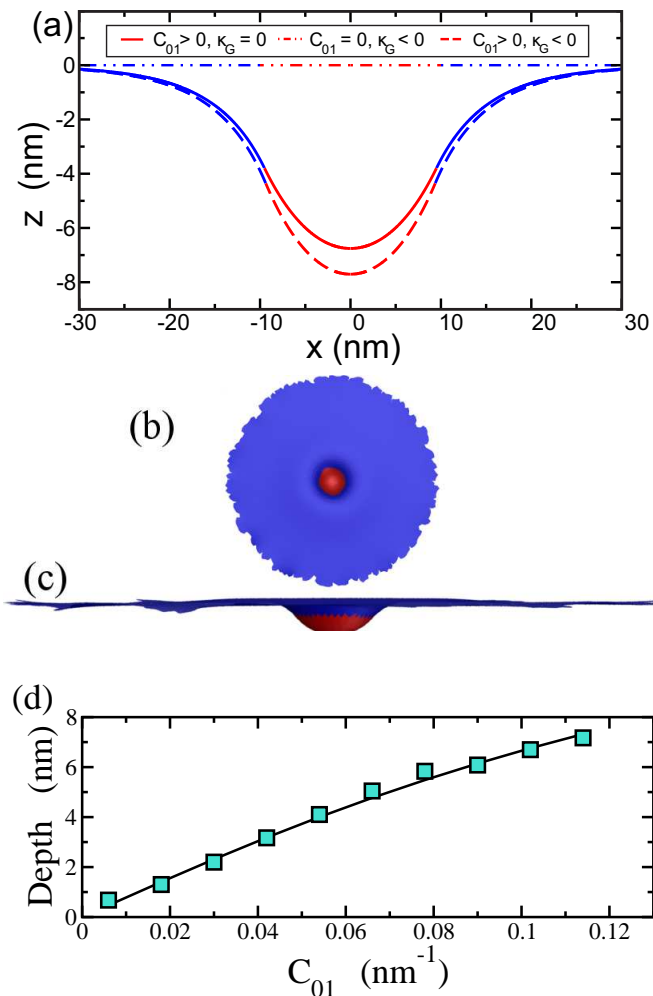 (a)
C01 > 0, κG = 0 C01 = 0, κG < 0 C01 > 0, κG < 0
0
-2
-4
-6
-8
z (nm)
-30 -20 -10 0 10 20 30
x (nm)
(b)
(c)
(d)
8
6
4
2
0
Depth (nm)
0 0.02 0.04 0.06 0.08 0.1 0.12
C01 (nm-1)